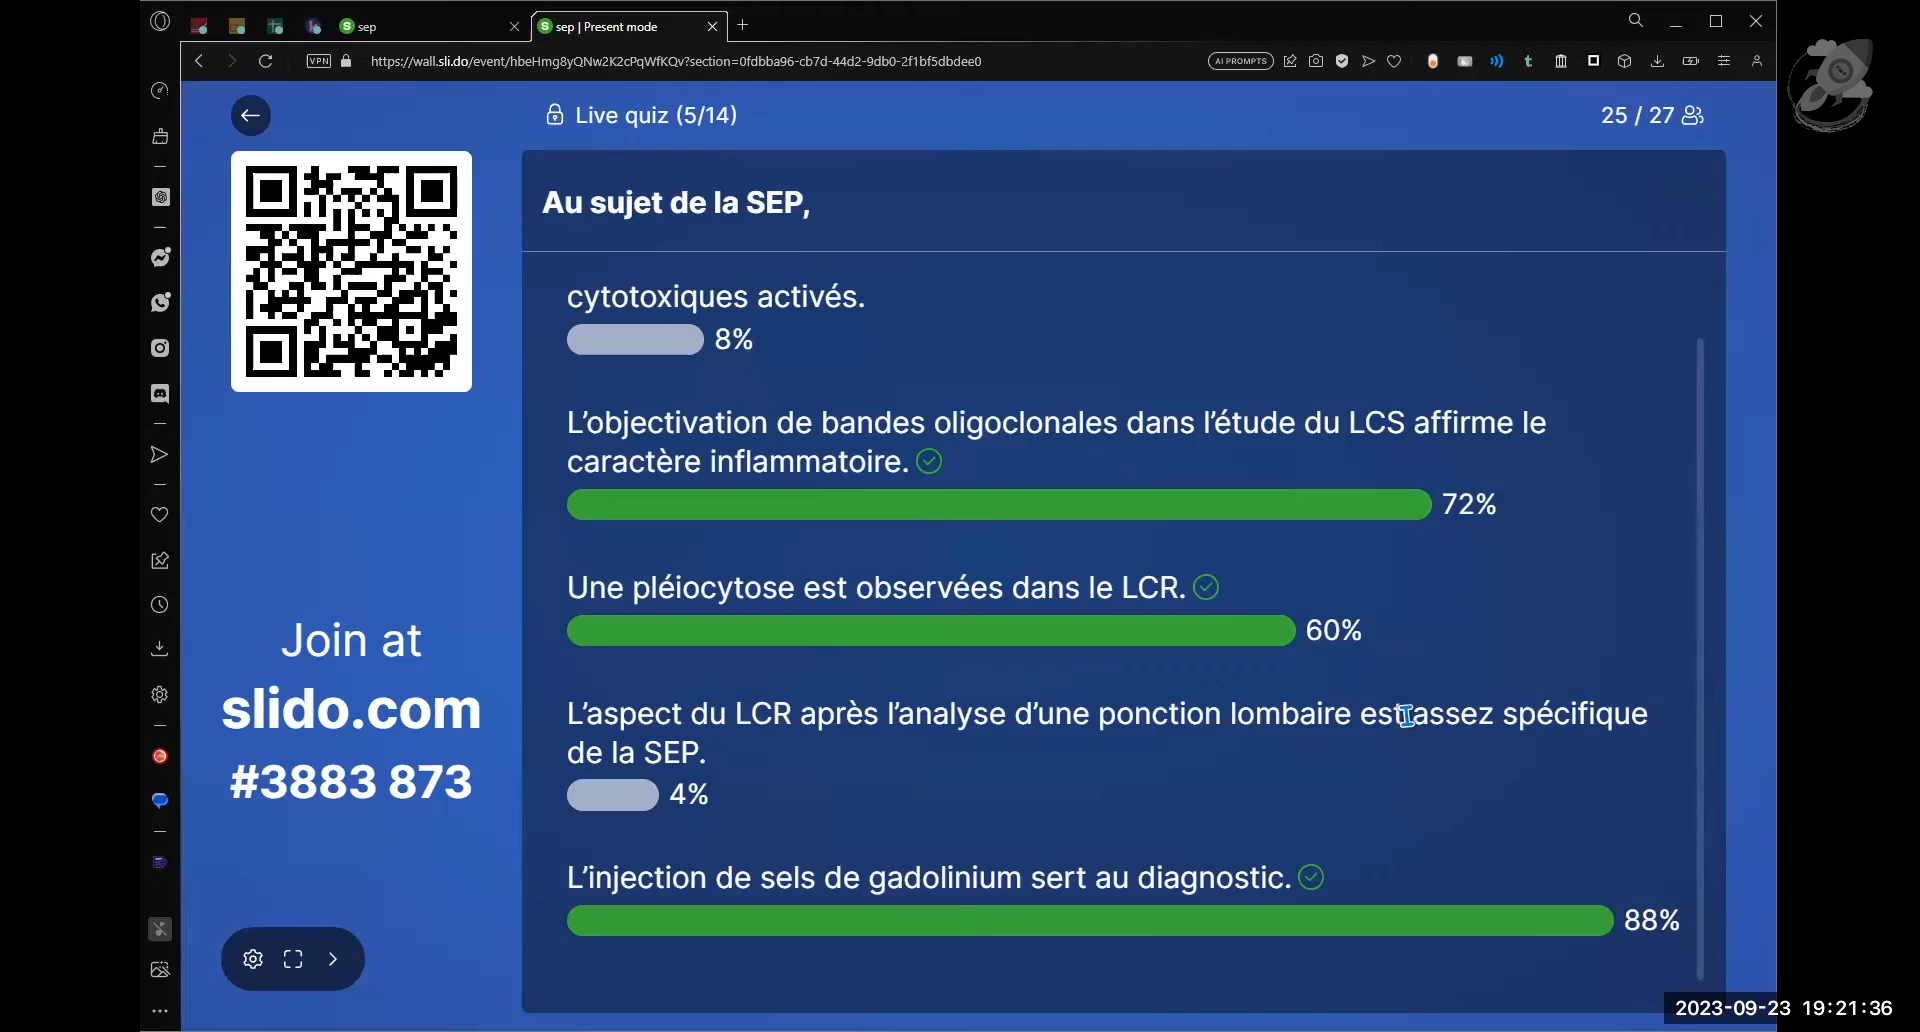 sep
sep | Present mode
VPN
https://wall.sli.do/event/hbeHmg8yQNw2K2cPqWfKQv?section=0fdbba96-cb7d-44d2-9db0-2f1bf5dbdee0
AI PROMPTS
Live quiz (5/14)
25 / 27
Au sujet de la SEP,
cytotoxiques activés.
8%
L’objectivation de bandes oligoclonales dans l’étude du LCS affirme le
caractère inflammatoire.
72%
Une pléiocytose est observées dans le LCR.
60%
L’aspect du LCR après l’analyse d’une ponction lombaire est assez spécifique
de la SEP.
4%
L’injection de sels de gadolinium sert au diagnostic.
88%
Join at
slido.com
#3883 873
2023-09-23 19:21:36